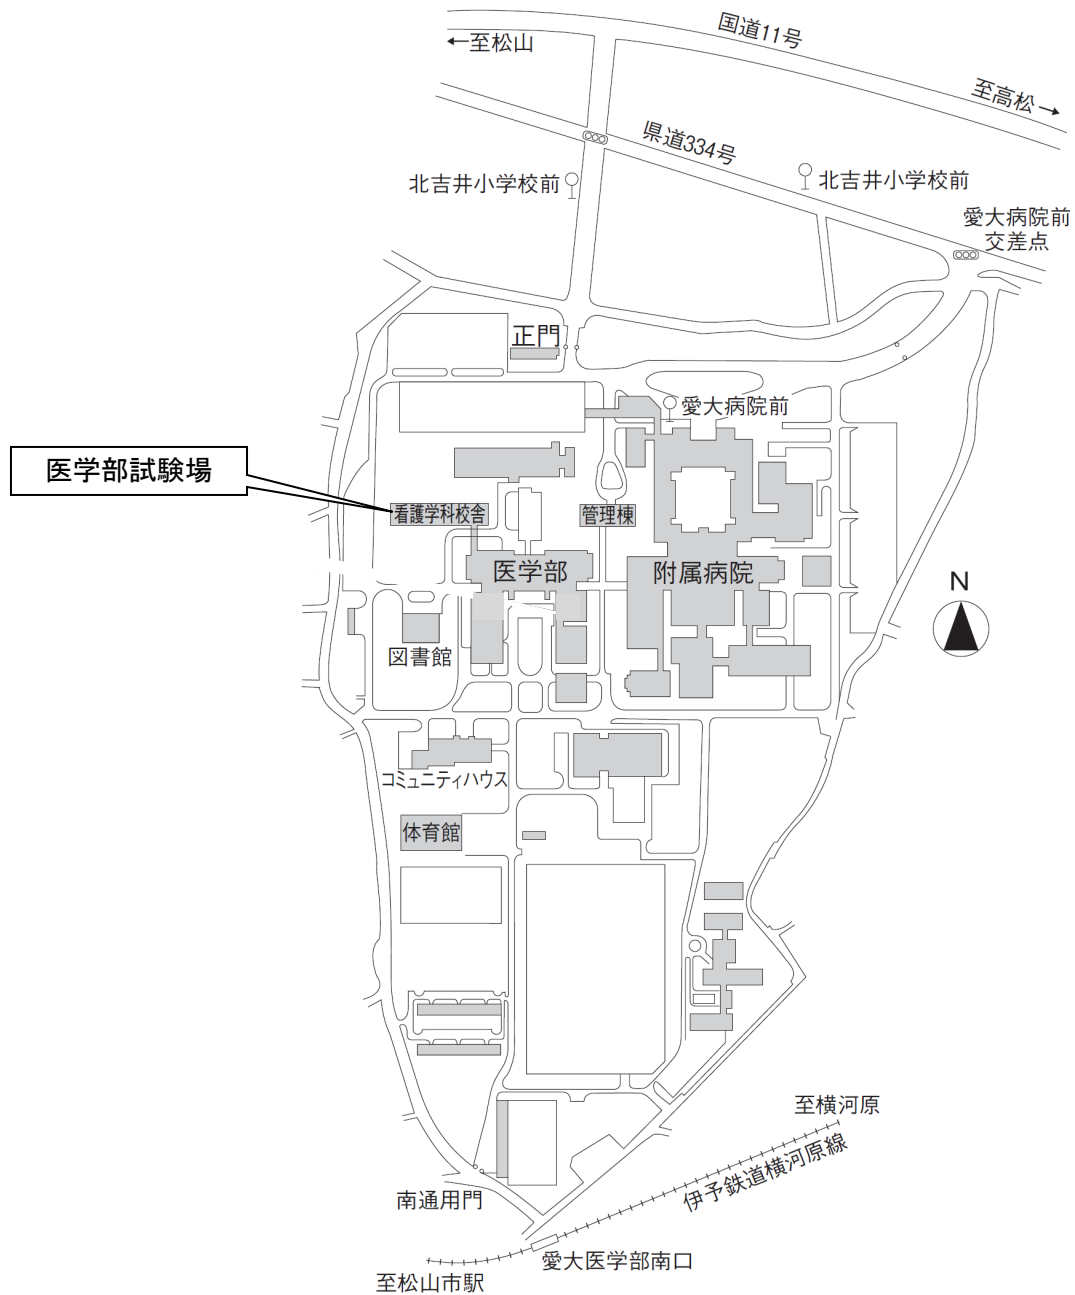 国道11号
←至松山
至高松→
県道334号
北吉井小学校前
北吉井小学校前
愛大病院前
交差点
正門
愛大病院前
医学部試験場
看護学科校舎
管理棟
医学部
附属病院
N
図書館
コミュニティハウス
体育館
至横河原
伊予鉄道横河原線
南通用門
愛大医学部南口
至松山市駅